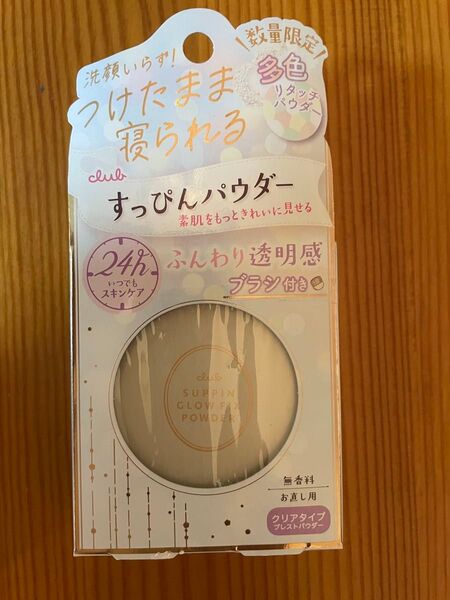 洗顔いらず!
つけたまま
寝られる
\数量限定/
多色
リタッチ
パウダー
club
すっぴんパウダー
素肌をもっときれいに見せる
24h
いつでも
スキンケア
ふんわり透明感
ブラシ付き
club
SUPPIN
GLOW FIX
POWDER
無香料
お直し用
クリアタイプ
プレストパウダー